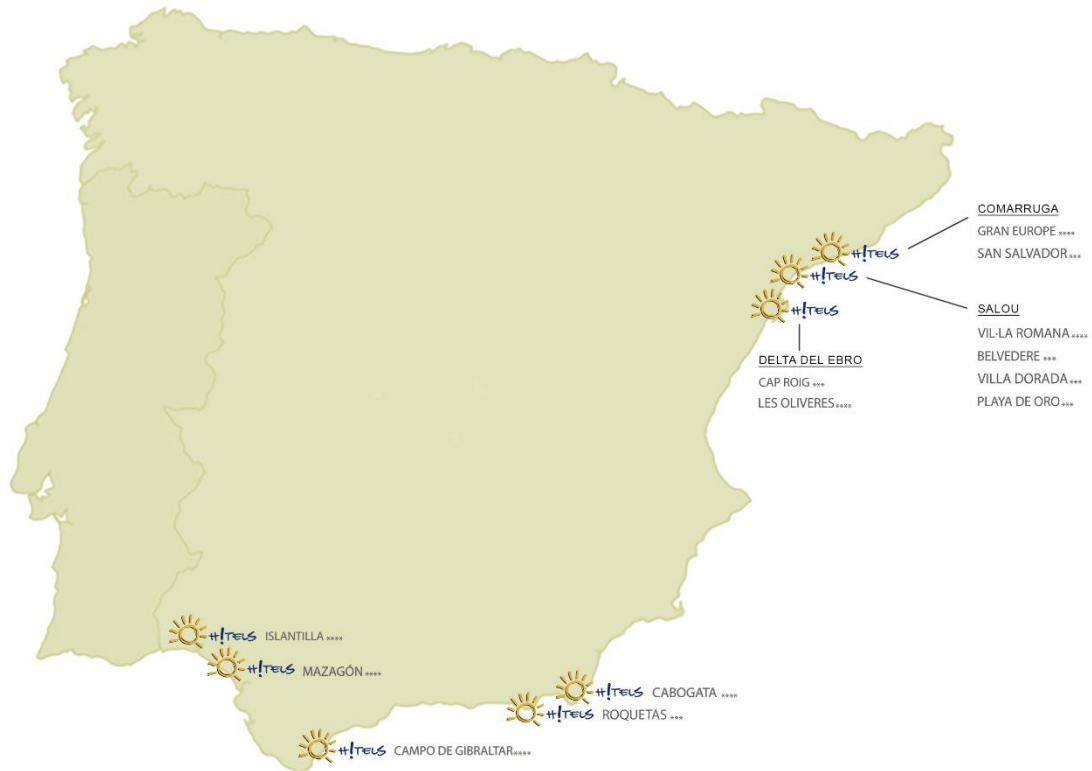 COMARRUGA
GRAN EUROPE ****
SAN SALVADOR ***
H!TELS
H!TELS
H!TELS
SALOU
VIL-LA ROMANA ****
BELVEDERE ***
VILLA DORADA ***
PLAYA DE ORO ***
DELTA DEL EBRO
CAP ROIG ***
LES OLIVERES ****
H!TELS ISLANTILLA ****
H!TELS MAZAGÓN ****
H!TELS CABOGATA ****
H!TELS ROQUETAS ***
H!TELS CAMPO DE GIBRALTAR ****